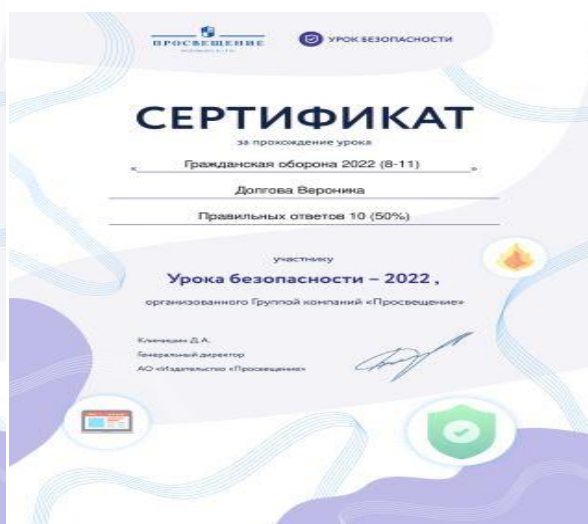 ПРОСВЕЩЕНИЕ
УРОК БЕЗОПАСНОСТИ
СЕРТИФИКАТ
за прохождение урока
« Гражданская оборона 2022 (8-11) »
Долгова Вероника
Правильных ответов 10 (50%)
участнику
Урока безопасности – 2022 ,
организованного Группой компаний «Просвещение»
Климишин Д.А.
Генеральный директор
АО «Издательство «Просвещение»